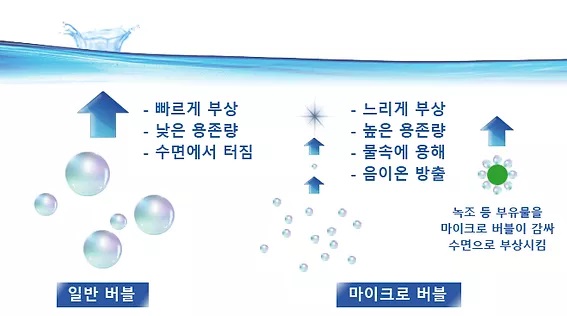 - 빠르게 부상
- 낮은 용존량
- 수면에서 터짐
- 느리게 부상
- 높은 용존량
- 물속에 용해
- 음이온 방출
녹조 등 부유물을
마이크로 버블이 감싸
수면으로 부상시킴
일반 버블
마이크로 버블